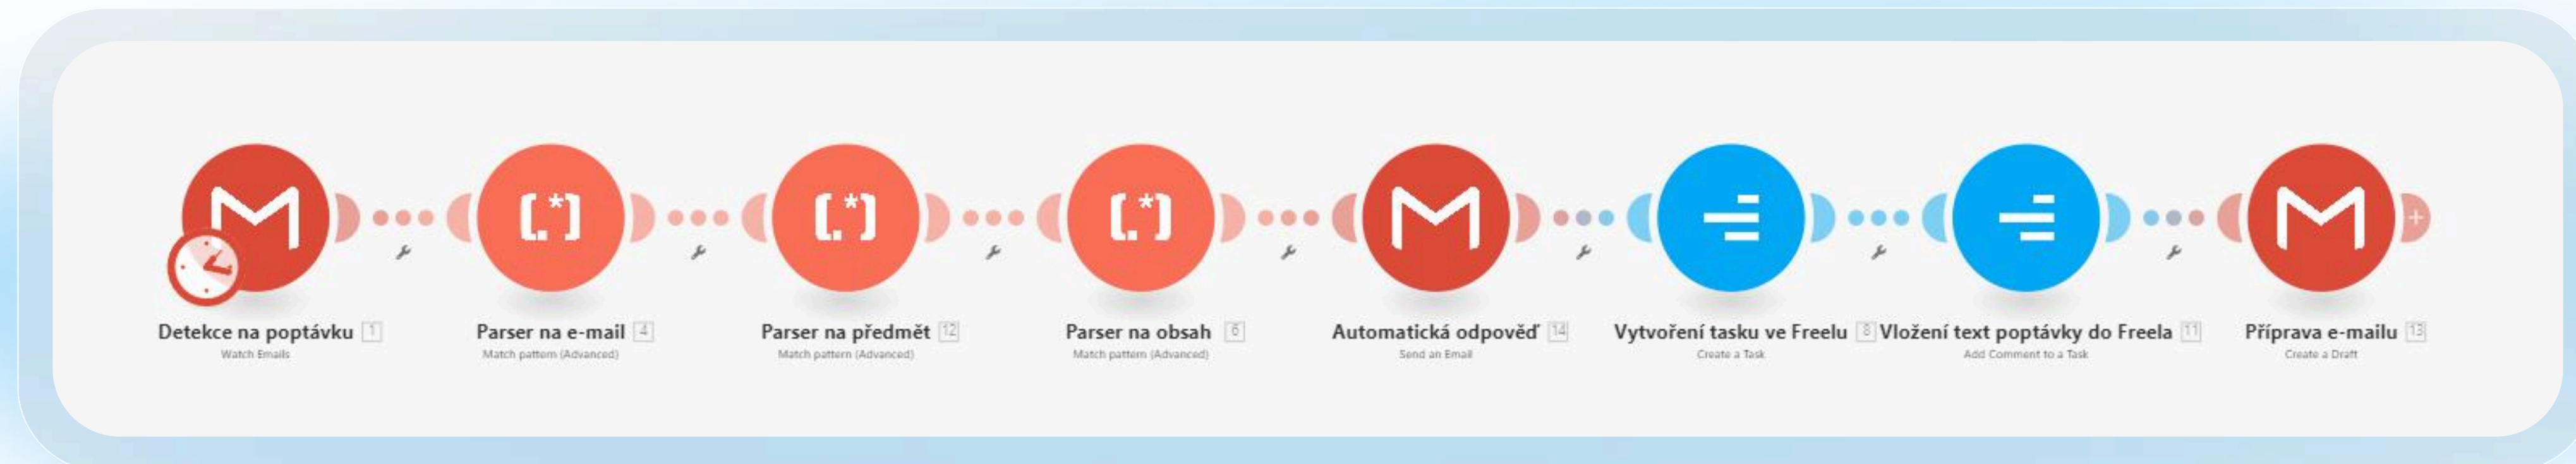 Detekce na poptávku 1
Watch Emails
Parser na e-mail 4
Match pattern (Advanced)
Parser na předmět 12
Match pattern (Advanced)
Parser na obsah 6
Match pattern (Advanced)
Automatická odpověď 14
Send an Email
Vytvoření tasku ve Freelu 8
Create a Task
Vložení text poptávky do Freela 11
Add Comment to a Task
Příprava e-mailu 13
Create a Draft